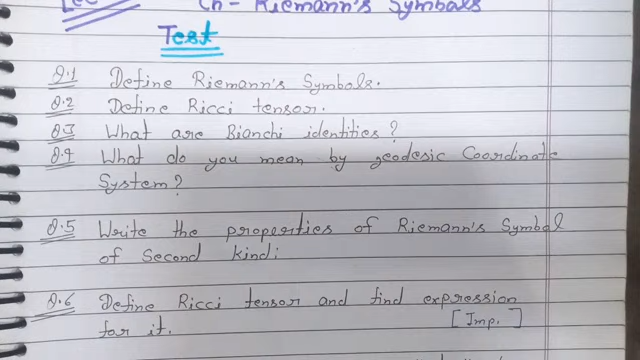 Lec Ch - Riemann's Symbols
Test
Q.1 Define Riemann's Symbols.
Q.2 Define Ricci tensor.
Q.3 What are Bianchi identities?
Q.4 What do you mean by geodesic Coordinate
System?
Q.5 Write the properties of Riemann's Symbol
of Second kind:
Q.6 Define Ricci tensor and find expression
for it. [Imp.]